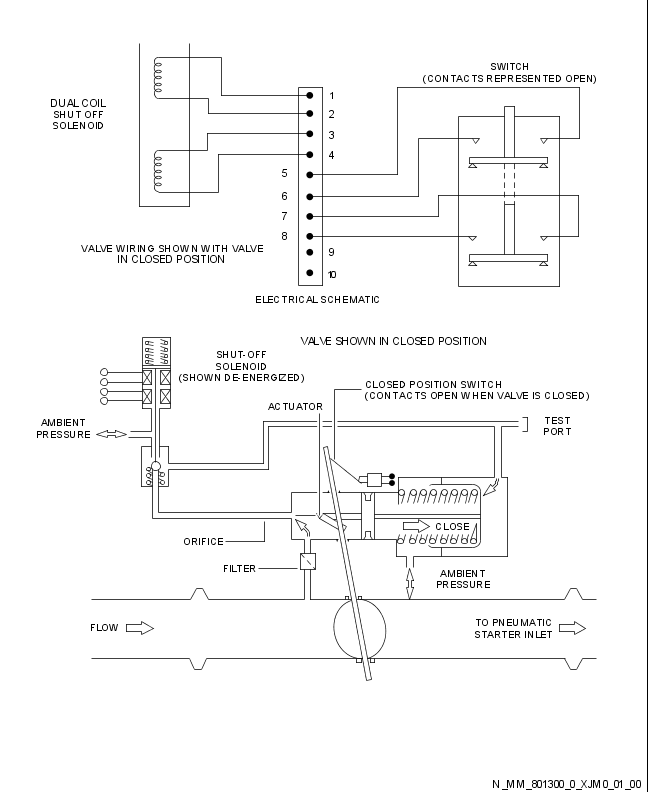 SWITCH
(CONTACTS REPRESENTED OPEN)
DUAL COIL
SHUT OFF
SOLENOID
1
2
3
4
5
6
7
8
9
10
VALVE WIRING SHOWN WITH VALVE
IN CLOSED POSITION
ELECTRICAL SCHEMATIC
VALVE SHOWN IN CLOSED POSITION
SHUT-OFF
SOLENOID
(SHOWN DE-ENERGIZED)
CLOSED POSITION SWITCH
(CONTACTS OPEN WHEN VALVE IS CLOSED)
ACTUATOR
AMBIENT
PRESSURE
TEST
PORT
CLOSE
ORIFICE
FILTER
AMBIENT
PRESSURE
FLOW
TO PNEUMATIC
STARTER INLET
N_MM_801300_0_XJM0_01_00